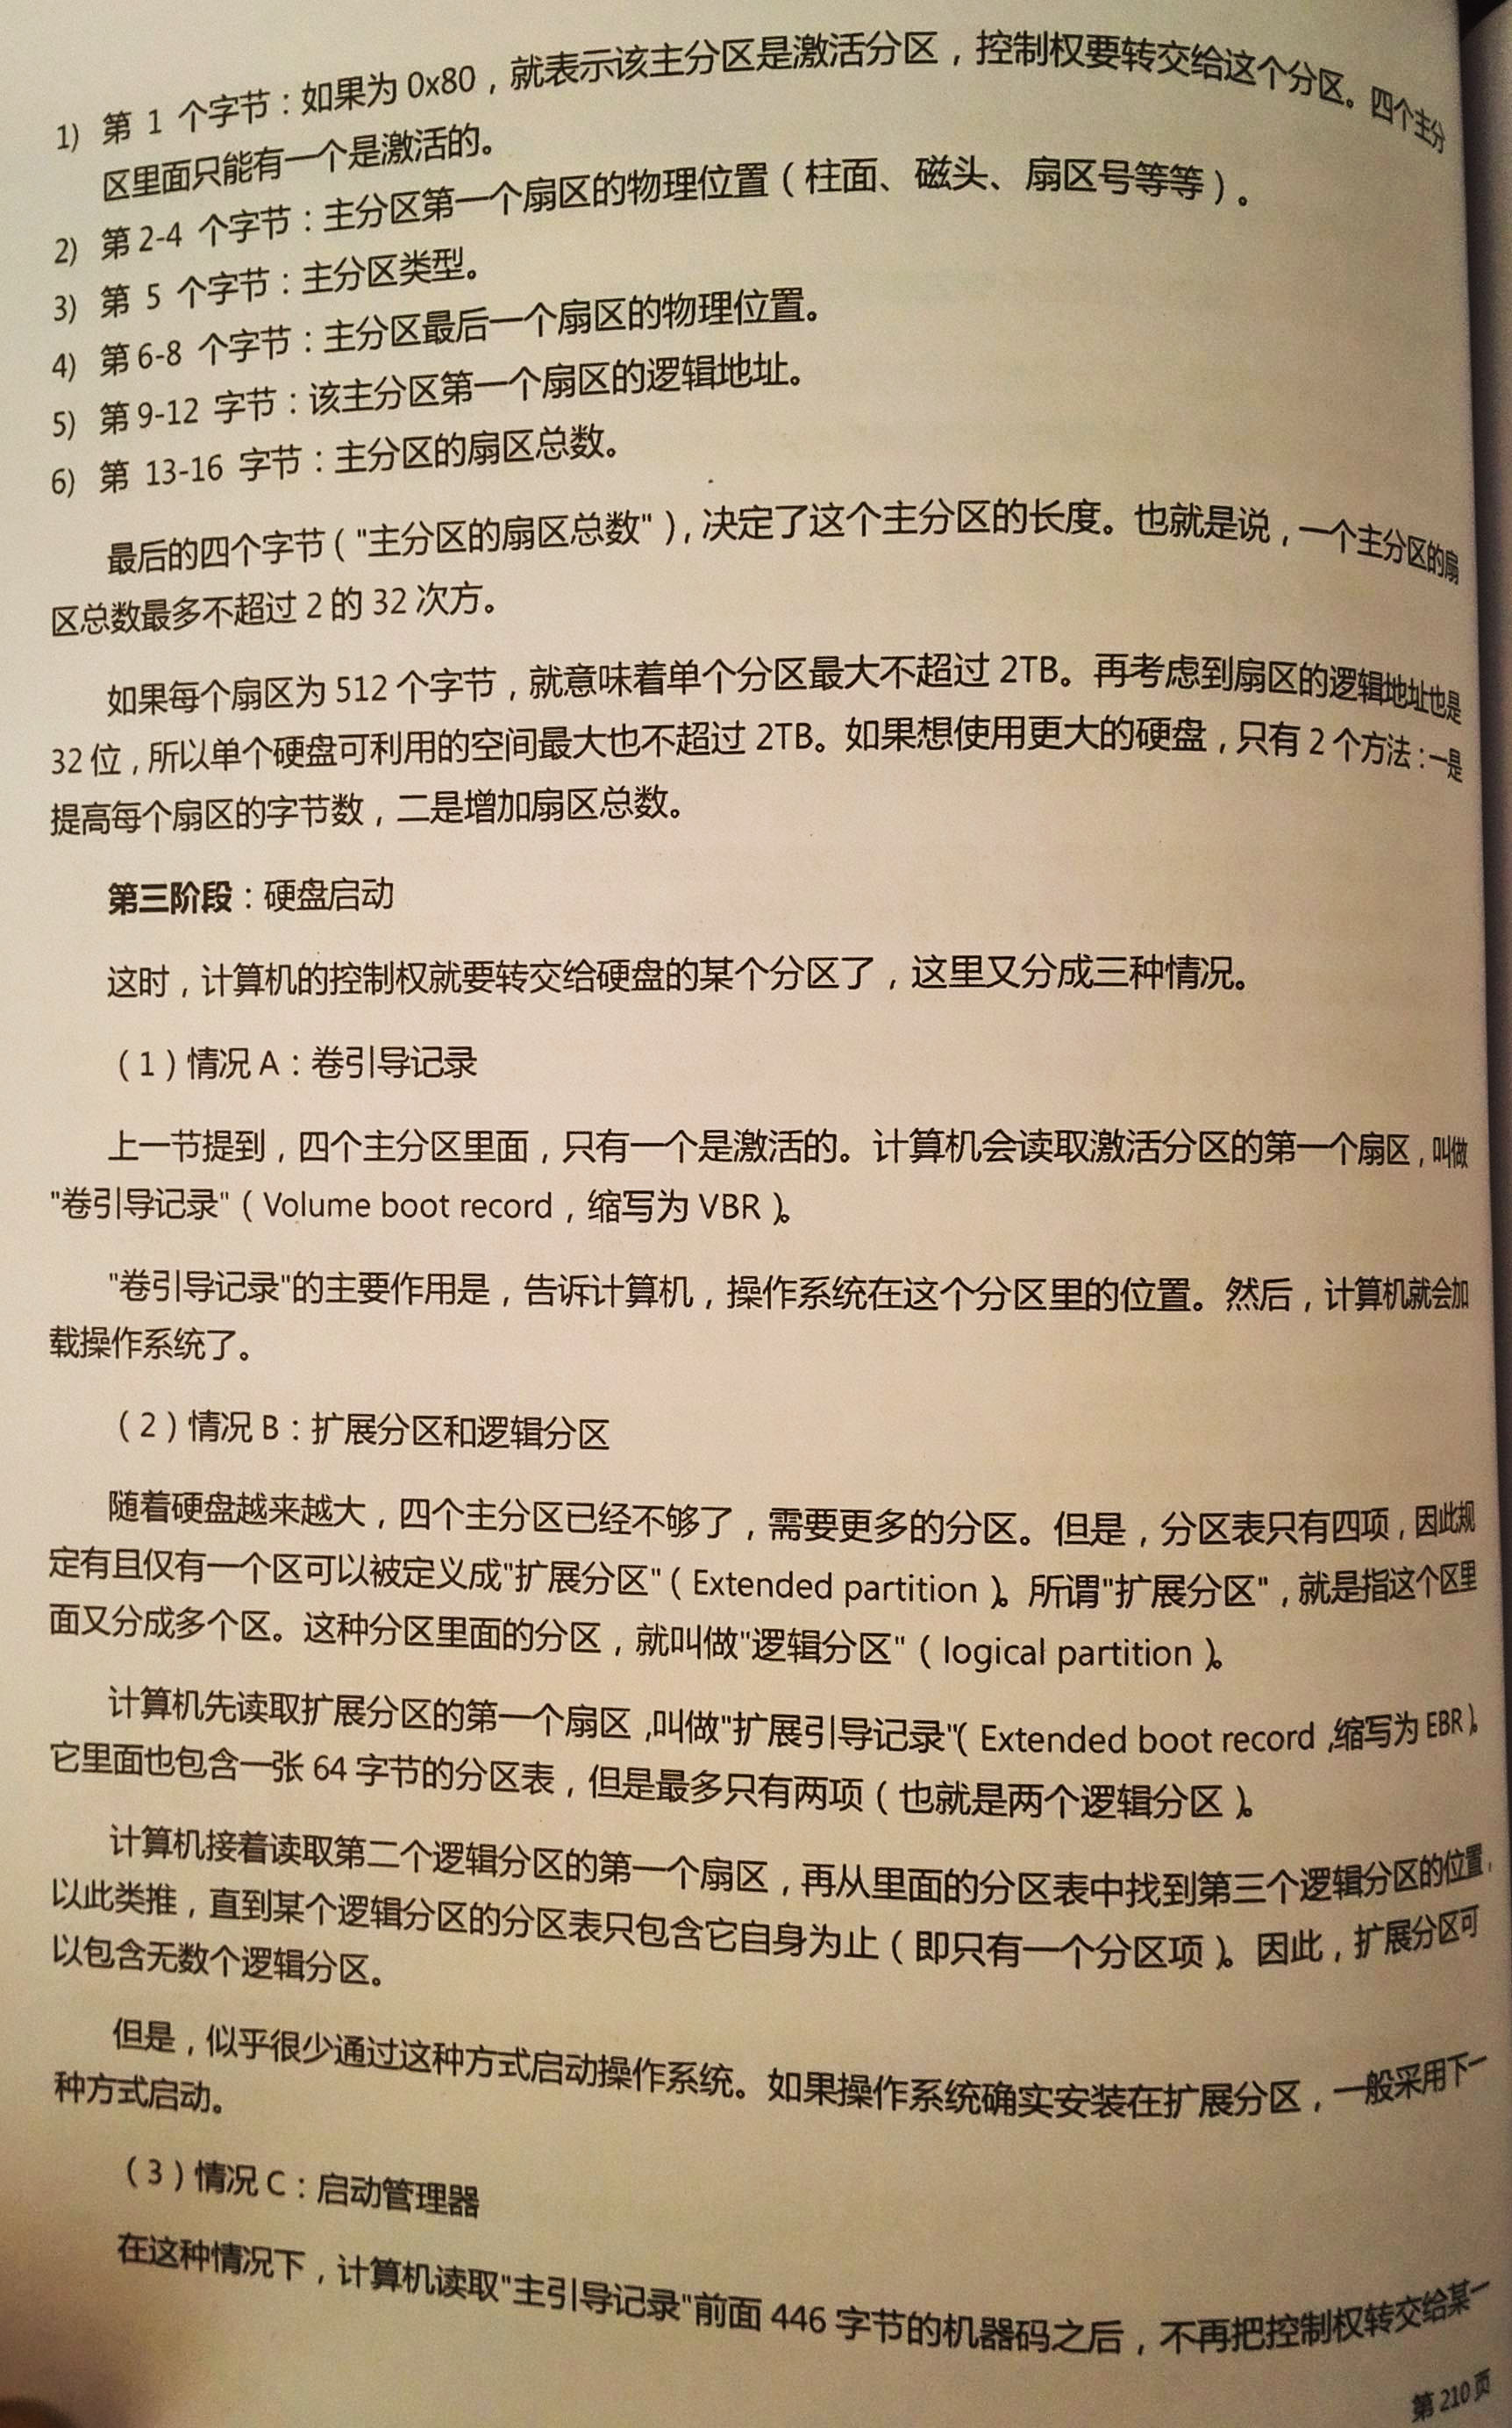 1) 第 1 个字节：如果为 0x80，就表示该主分区是激活分区，控制权要转交给这个分区。四个主分
区里面只能有一个是激活的。
2) 第 2-4 个字节：主分区第一个扇区的物理位置（柱面、磁头、扇区号等等）。
3) 第 5 个字节：主分区类型。
4) 第 6-8 个字节：主分区最后一个扇区的物理位置。
5) 第 9-12 字节：该主分区第一个扇区的逻辑地址。
6) 第 13-16 字节：主分区的扇区总数。
最后的四个字节（"主分区的扇区总数"），决定了这个主分区的长度。也就是说，一个主分区的扇
区总数最多不超过 2 的 32 次方。
如果每个扇区为 512 个字节，就意味着单个分区最大不超过 2TB。再考虑到扇区的逻辑地址也是
32 位，所以单个硬盘可利用的空间最大也不超过 2TB。如果想使用更大的硬盘，只有 2 个方法：一是
提高每个扇区的字节数，二是增加扇区总数。
第三阶段：硬盘启动
这时，计算机的控制权就要转交给硬盘的某个分区了，这里又分成三种情况。
（1）情况 A：卷引导记录
上一节提到，四个主分区里面，只有一个是激活的。计算机会读取激活分区的第一个扇区，叫做
"卷引导记录"（Volume boot record，缩写为 VBR）。
"卷引导记录"的主要作用是，告诉计算机，操作系统在这个分区里的位置。然后，计算机就会加
载操作系统了。
（2）情况 B：扩展分区和逻辑分区
随着硬盘越来越大，四个主分区已经不够了，需要更多的分区。但是，分区表只有四项，因此规
定有且仅有一个区可以被定义成"扩展分区"（Extended partition）。所谓"扩展分区"，就是指这个区里
面又分成多个区。这种分区里面的分区，就叫做"逻辑分区"（logical partition）。
计算机先读取扩展分区的第一个扇区，叫做"扩展引导记录"（Extended boot record，缩写为 EBR）。
它里面也包含一张 64 字节的分区表，但是最多只有两项（也就是两个逻辑分区）。
计算机接着读取第二个逻辑分区的第一个扇区，再从里面的分区表中找到第三个逻辑分区的位置，
以此类推，直到某个逻辑分区的分区表只包含它自身为止（即只有一个分区项）。因此，扩展分区可
以包含无数个逻辑分区。
但是，似乎很少通过这种方式启动操作系统。如果操作系统确实安装在扩展分区，一般采用下一
种方式启动。
（3）情况 C：启动管理器
在这种情况下，计算机读取"主引导记录"前面 446 字节的机器码之后，不再把控制权转交给某一
第 210 页